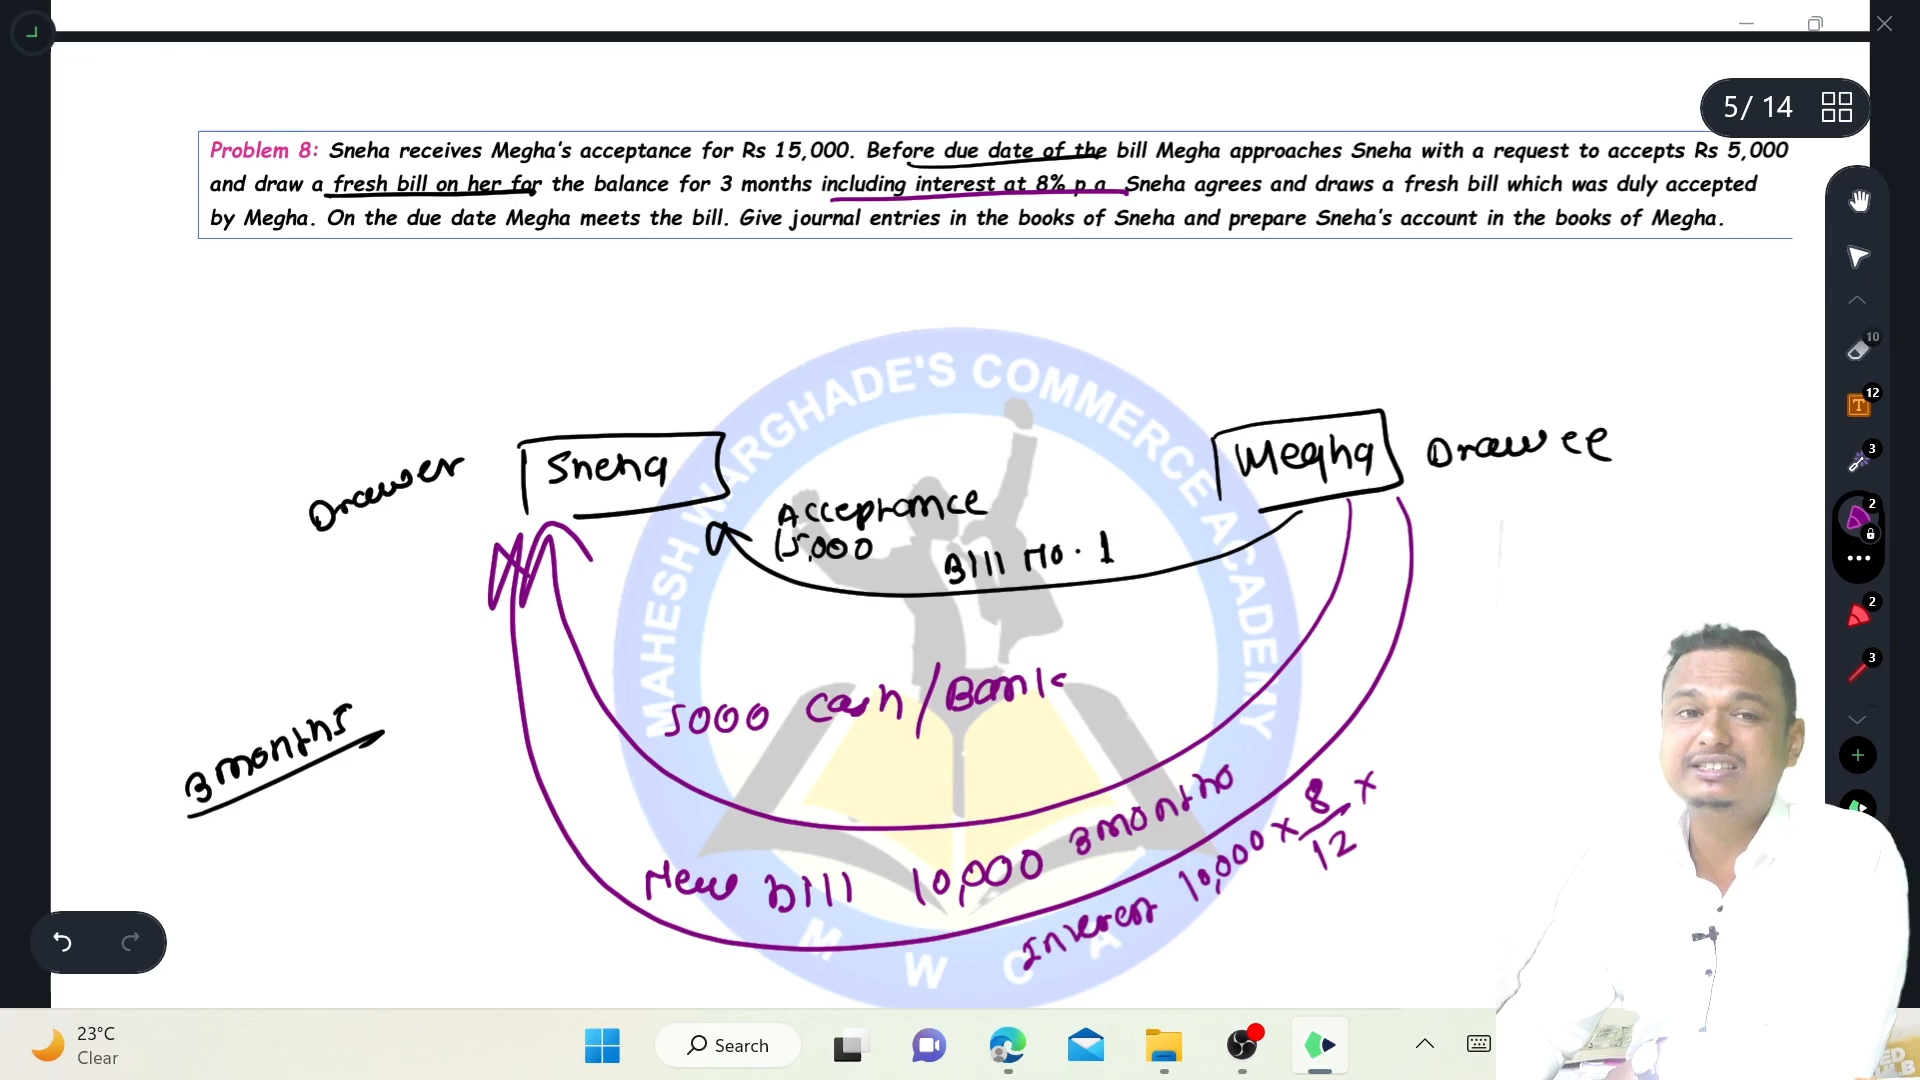 5/ 14
Problem 8: Sneha receives Megha's acceptance for Rs 15,000. Before due date of the bill Megha approaches Sneha with a request to accepts Rs 5,000
and draw a fresh bill on her for the balance for 3 months including interest at 8% p a Sneha agrees and draws a fresh bill which was duly accepted
by Megha. On the due date Megha meets the bill. Give journal entries in the books of Sneha and prepare Sneha's account in the books of Megha.
10
12
3
2
2
3
MAHESH WARGHADE'S COMMERCE ACADEMY
Drawer
Sneha
Megha
Drawee
Acceptance
15,000
Bill No. 1
5000 Cash/Bank
3 months
New Bill 10,000 3 months
Interest 10,000 × 8/12 ×
M W C A
23°C
Clear
Search